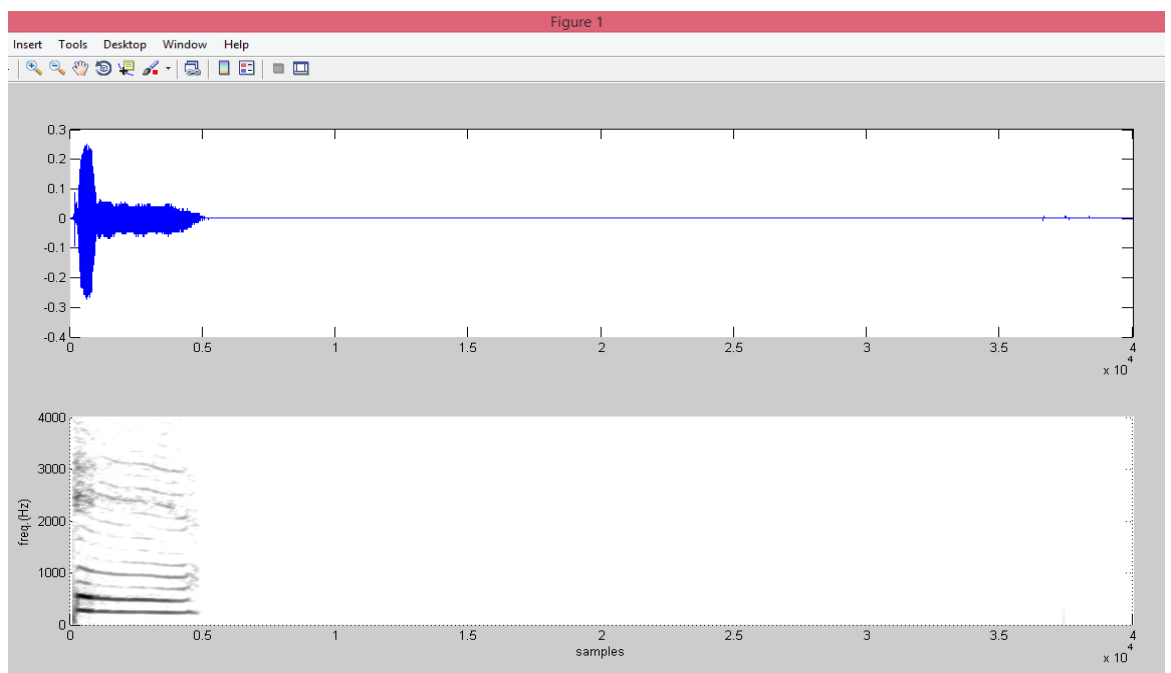 Figure 1
Insert Tools Desktop Window Help
0.3
0.2
0.1
0
-0.1
-0.2
-0.3
-0.4
0 0.5 1 1.5 2 2.5 3 3.5 4
x 10^4
4000
3000
2000
1000
0
freq.(Hz)
0 0.5 1 1.5 2 2.5 3 3.5 4
samples
x 10^4